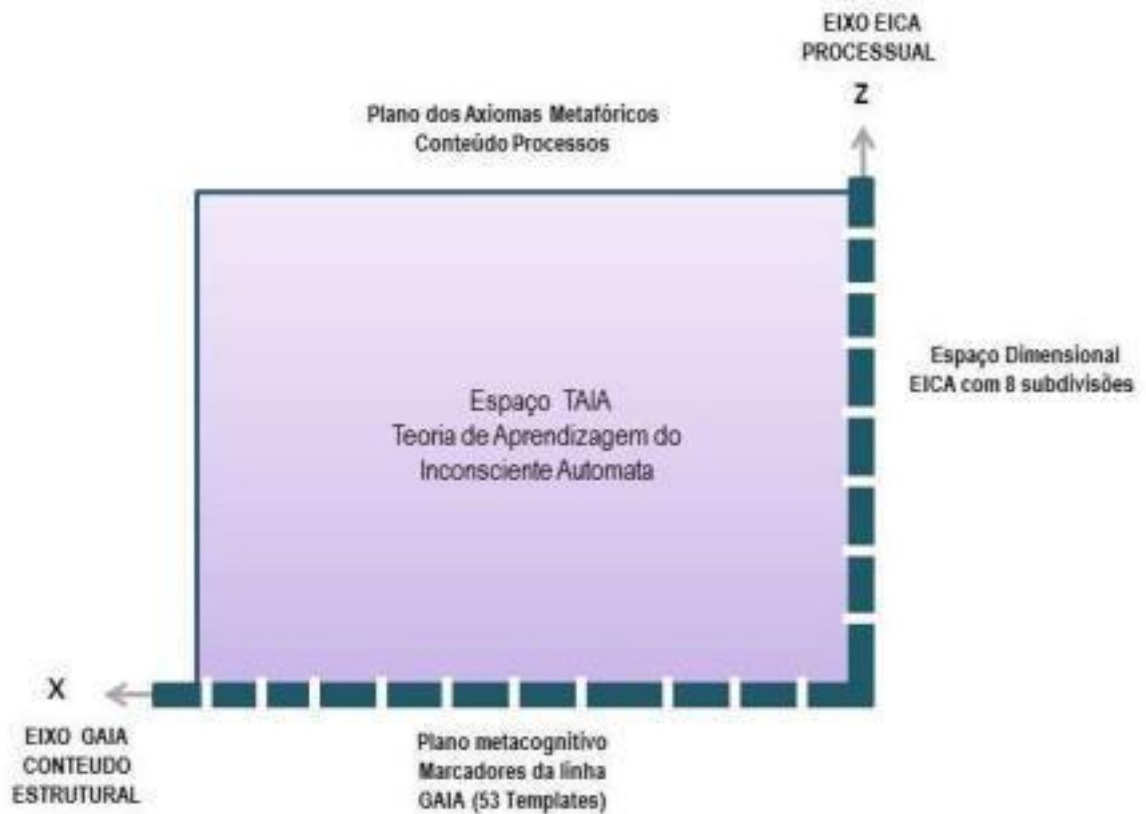 EIXO EICA
PROCESSUAL
Z
Plano dos Axiomas Metafóricos
Conteúdo Processos
Espaço Dimensional
EICA com 8 subdivisões
Espaço TAIA
Teoria de Aprendizagem do
Inconsciente Automata
X
EIXO GAIA
CONTEUDO
ESTRUTURAL
Plano metacognitivo
Marcadores da linha
GAIA (53 Templates)